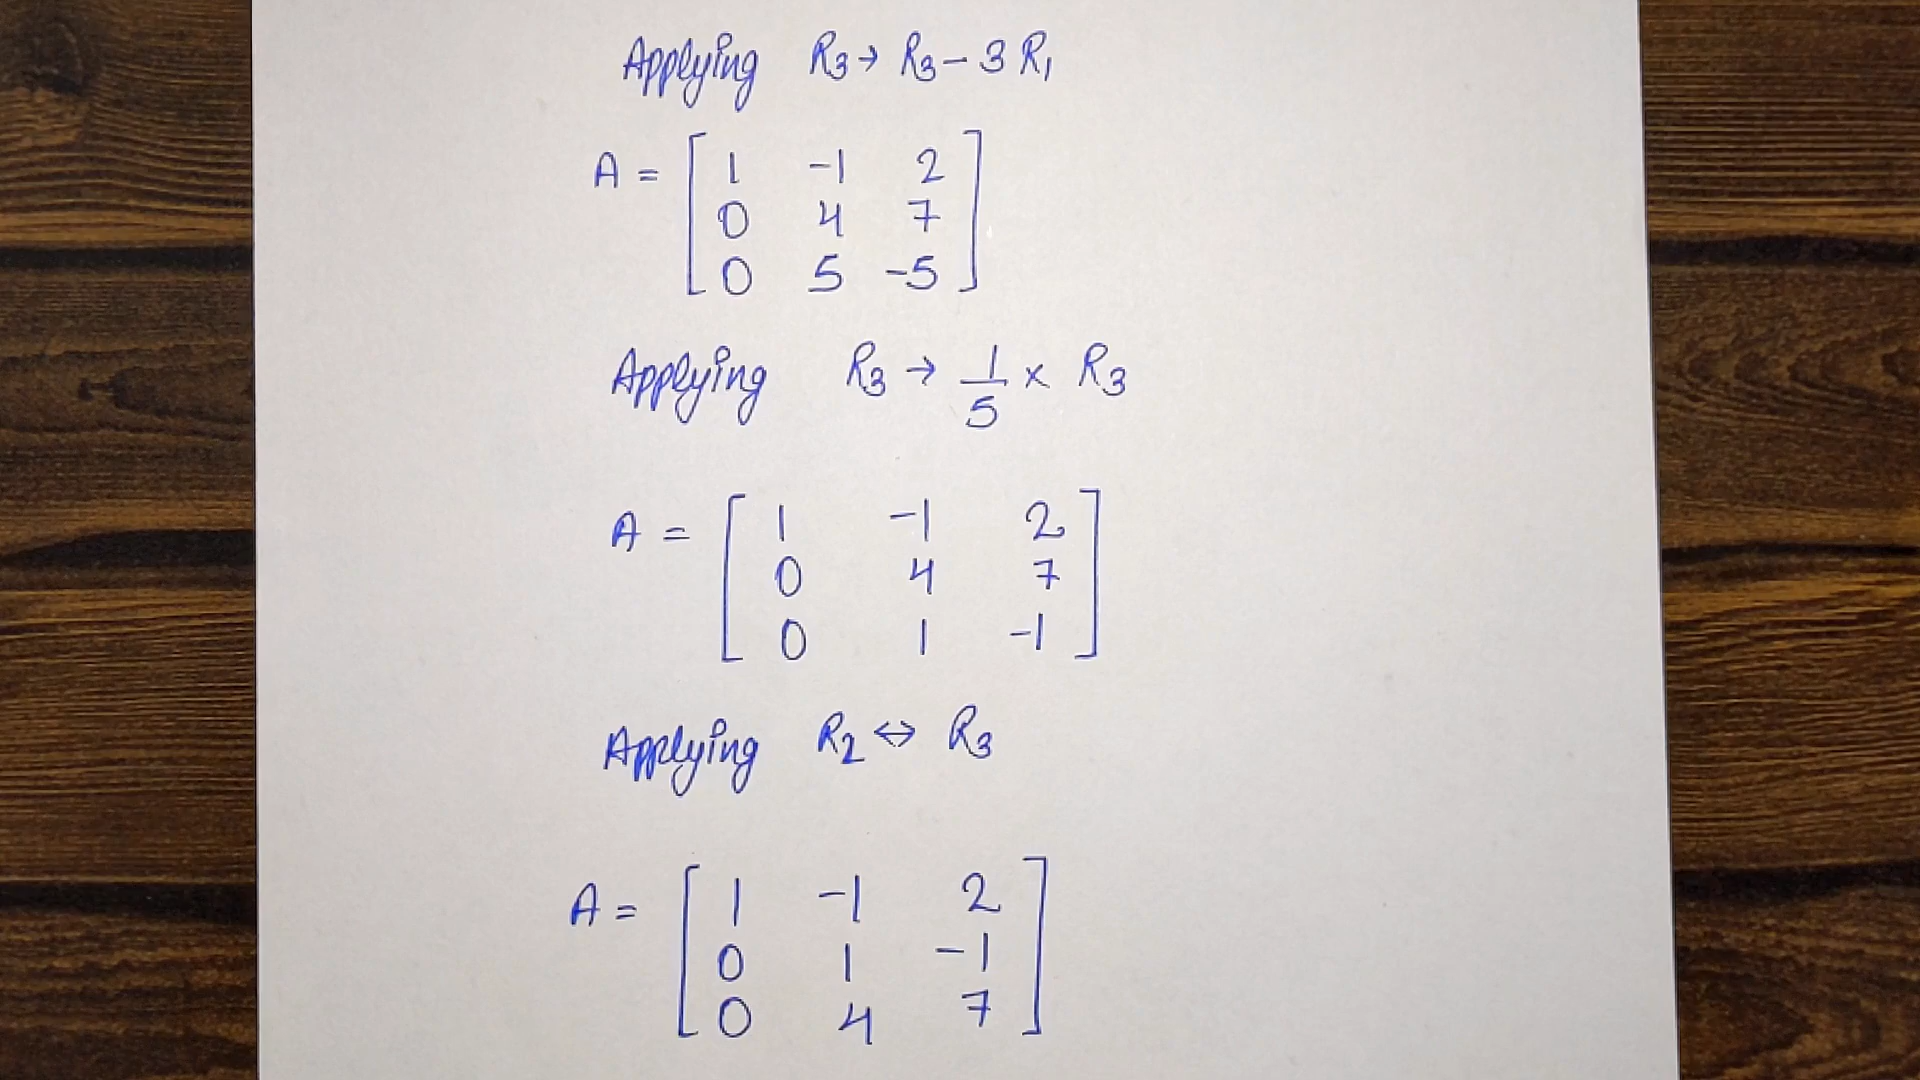 Applying R₃ → R₃ - 3 R₁
A = [ 1 -1 2
0 4 7
0 5 -5 ]
Applying R₃ → 1/5 × R₃
A = [ 1 -1 2
0 4 7
0 1 -1 ]
Applying R₂ ↔ R₃
A = [ 1 -1 2
0 1 -1
0 4 7 ]